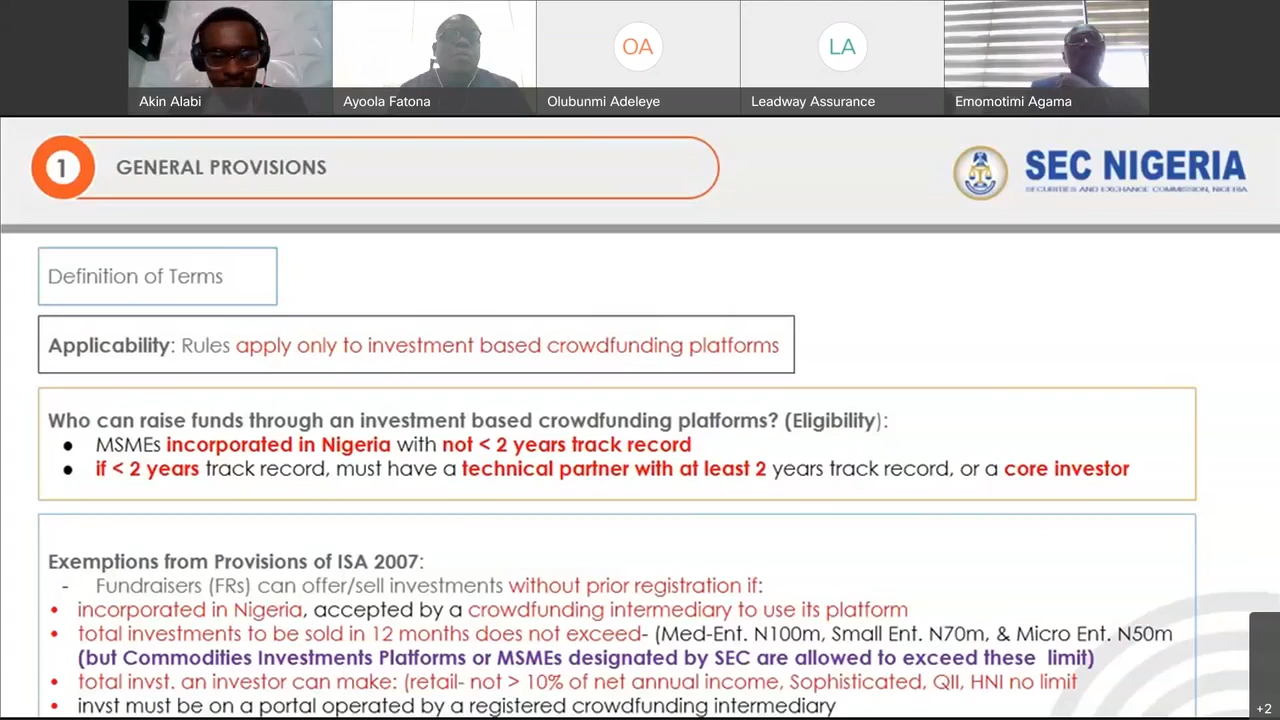 OA
LA
Akin Alabi
Ayoola Fatona
Olubunmi Adeleye
Leadway Assurance
Emomotimi Agama
1
GENERAL PROVISIONS
SEC NIGERIA
SECURITIES AND EXCHANGE COMMISSION, NIGERIA
Definition of Terms
Applicability: Rules apply only to investment based crowdfunding platforms
Who can raise funds through an investment based crowdfunding platforms? (Eligibility):
● MSMEs incorporated in Nigeria with not < 2 years track record
● if < 2 years track record, must have a technical partner with at least 2 years track record, or a core investor
Exemptions from Provisions of ISA 2007:
- Fundraisers (FRs) can offer/sell investments without prior registration if:
• incorporated in Nigeria, accepted by a crowdfunding intermediary to use its platform
• total investments to be sold in 12 months does not exceed- (Med-Ent. N100m, Small Ent. N70m, & Micro Ent. N50m
(but Commodities Investments Platforms or MSMEs designated by SEC are allowed to exceed these limit)
• total invst. an investor can make: (retail- not > 10% of net annual income, Sophisticated, QII, HNI no limit
• invst must be on a portal operated by a registered crowdfunding intermediary
+2